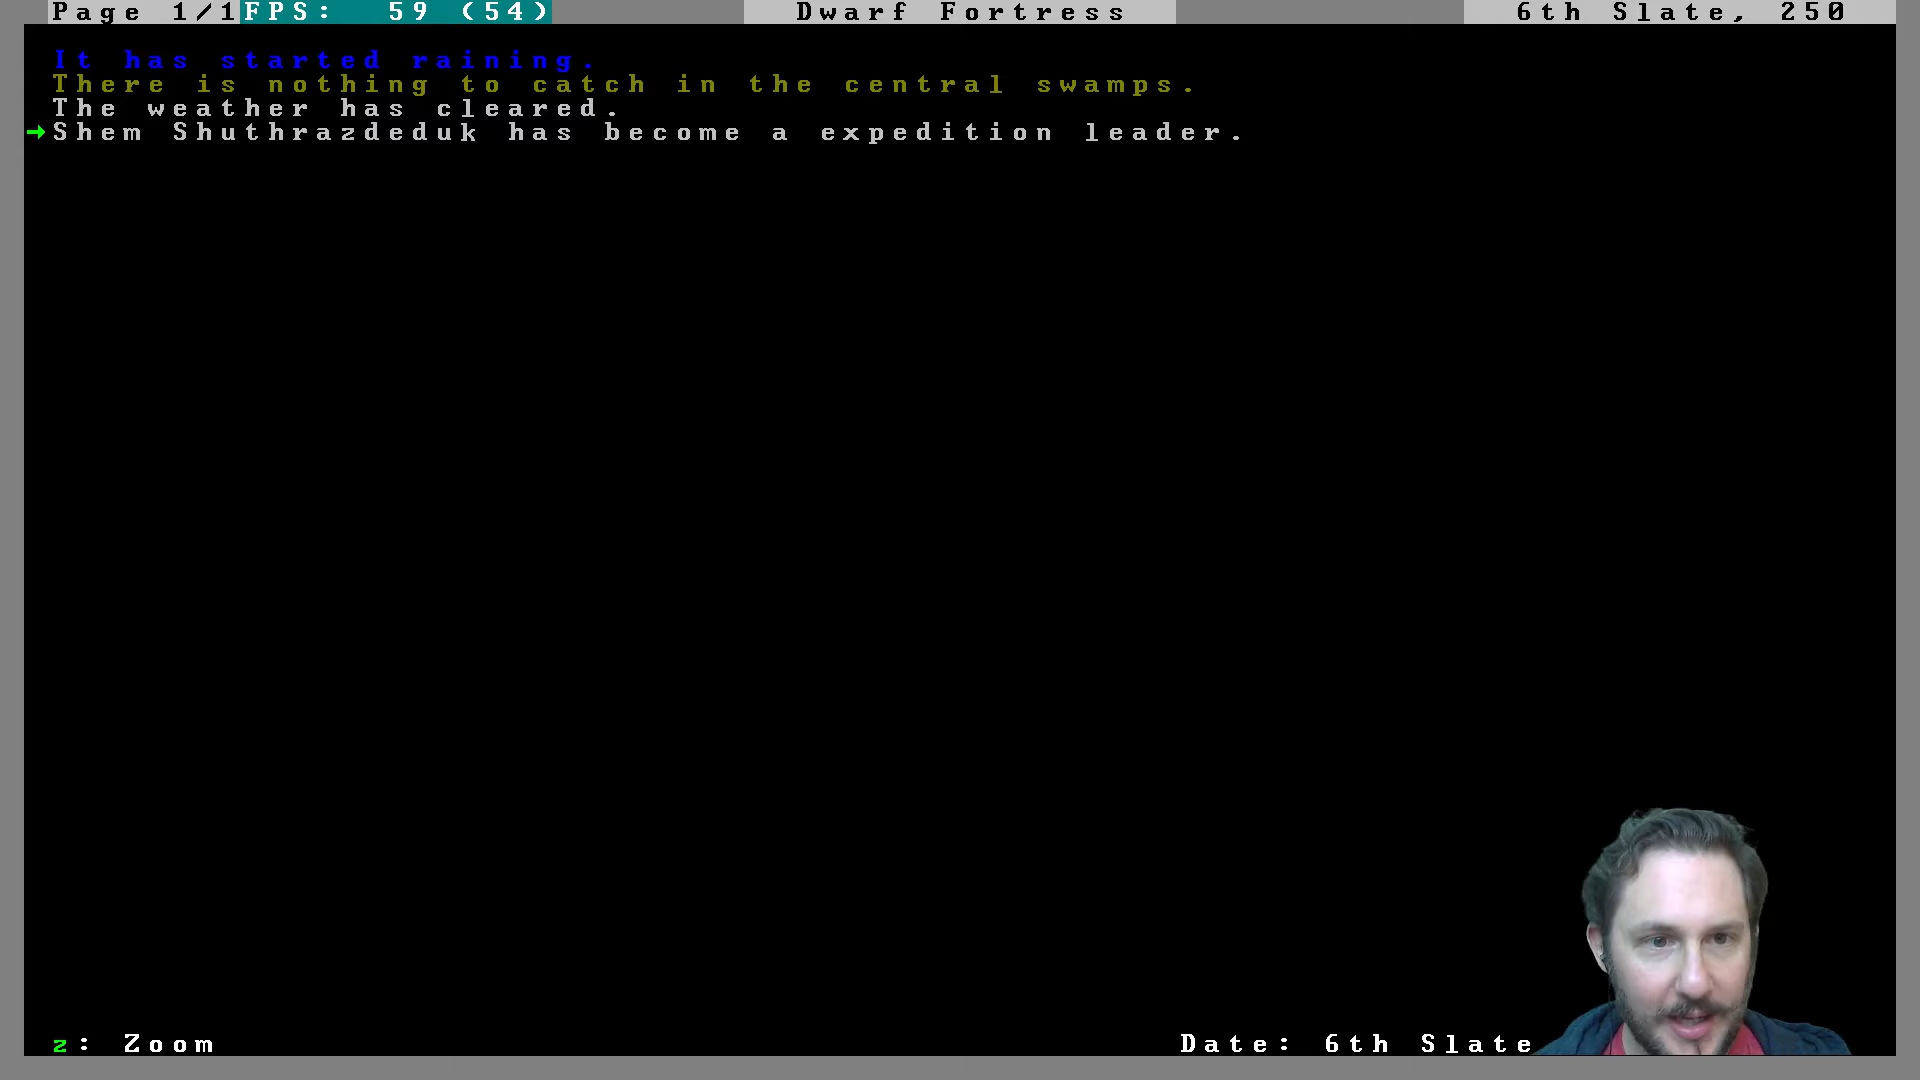 Page 1/1 FPS: 59 (54) Dwarf Fortress 6th Slate, 250
It has started raining.
There is nothing to catch in the central swamps.
The weather has cleared.
→Shem Shuthrazdeduk has become a expedition leader.
z: Zoom Date: 6th Slate